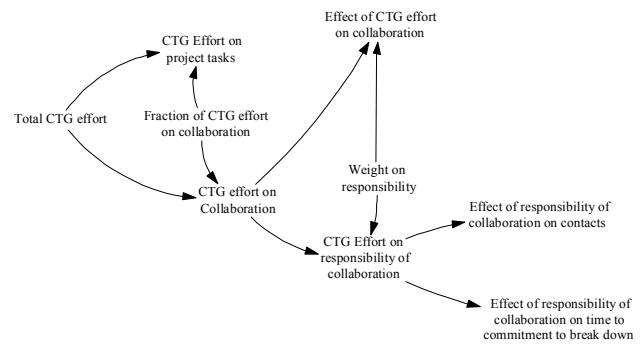 Effect of CTG effort
on collaboration
CTG Effort on
project tasks
Total CTG effort
Fraction of CTG effort
on collaboration
Weight on
responsibility
CTG effort on
Collaboration
Effect of responsibility of
collaboration on contacts
CTG Effort on
responsibility of
collaboration
Effect of responsibility of
collaboration on time to
commitment to break down